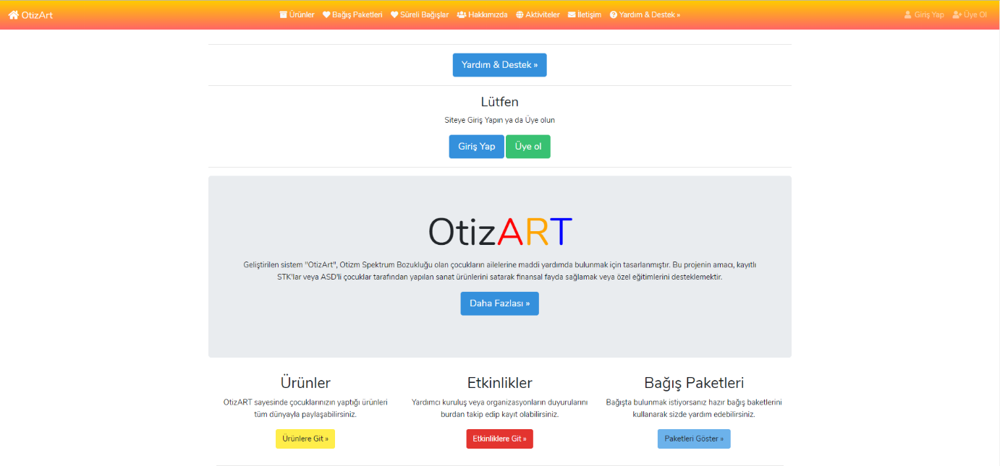 OtizArt Ürünler Bağış Paketleri Süreli Bağışlar Hakkımızda Aktiviteler İletişim Yardım & Destek » Giriş Yap Üye Ol
Yardım & Destek »
Lütfen
Siteye Giriş Yapın ya da Üye olun
Giriş Yap Üye ol
OtizART
Geliştirilen sistem "OtizArt", Otizm Spektrum Bozukluğu olan çocukların ailelerine maddi yardımda bulunmak için tasarlanmıştır. Bu projenin amacı, kayıtlı
STK'lar veya ASD'li çocuklar tarafından yapılan sanat ürünlerini satarak finansal fayda sağlamak veya özel eğitimlerini desteklemektir.
Daha Fazlası »
Ürünler
OtizART sayesinde çocuklarınızın yaptığı ürünleri
tüm dünyayla paylaşabilirsiniz.
Ürünlere Git »
Etkinlikler
Yardımcı kuruluş veya organizasyonların duyurularını
burdan takip edip kayıt olabilirsiniz.
Etkinliklere Git »
Bağış Paketleri
Bağışta bulunmak istiyorsanız hazır bağış baketlerini
kullanarak sizde yardım edebilirsiniz.
Paketleri Göster »